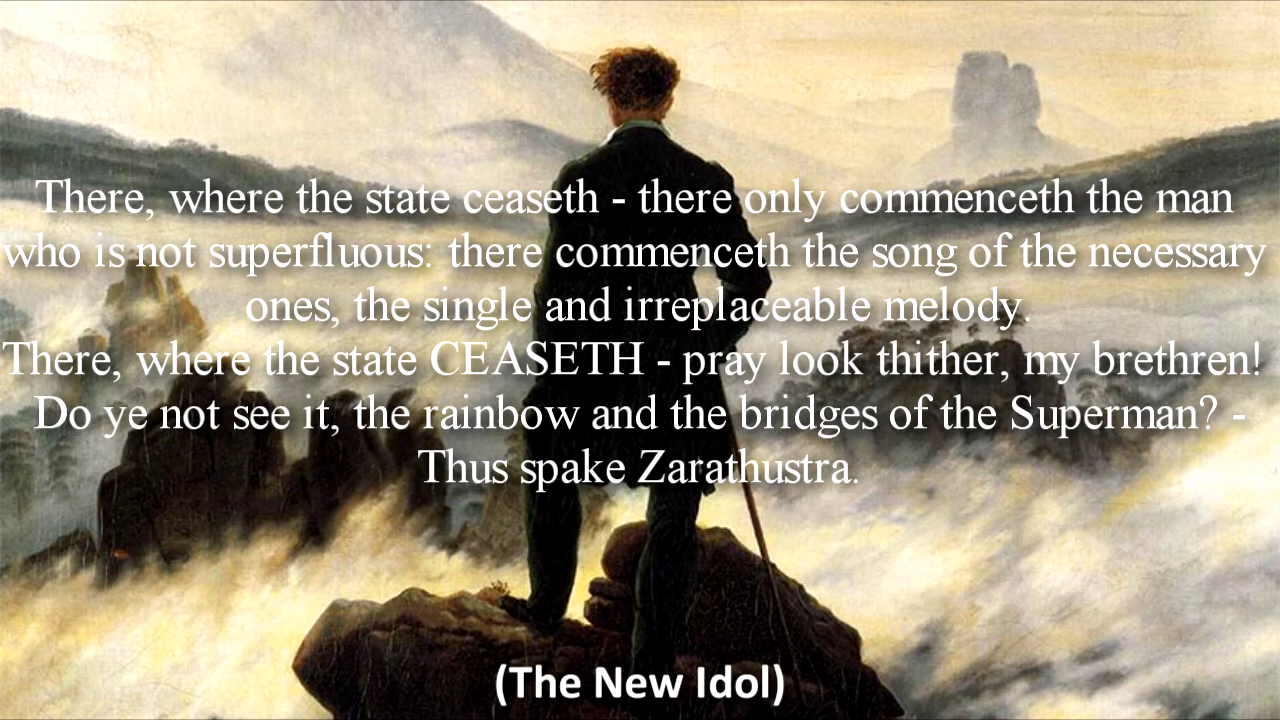 There, where the state ceaseth - there only commenceth the man
who is not superfluous: there commenceth the song of the necessary
ones, the single and irreplaceable melody.
There, where the state CEASETH - pray look thither, my brethren!
Do ye not see it, the rainbow and the bridges of the Superman? -
Thus spake Zarathustra.
(The New Idol)